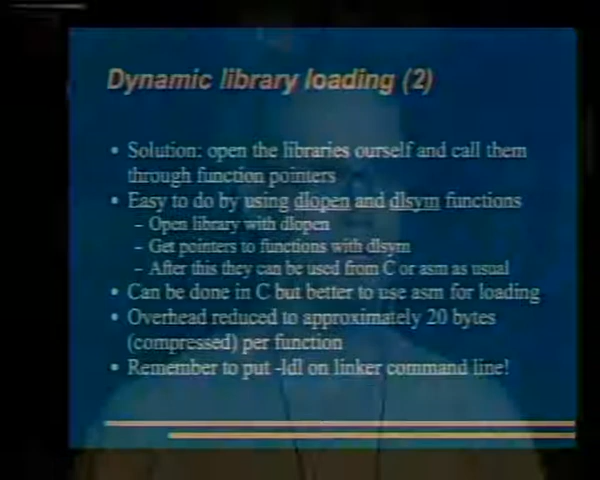 Dynamic library loading (2)
• Solution: open the libraries ourself and call them
through function pointers
• Easy to do by using dlopen and dlsym functions
– Open library with dlopen
– Get pointers to functions with dlsym
– After this they can be used from C or asm as usual
• Can be done in C but better to use asm for loading
• Overhead reduced to approximately 20 bytes
(compressed) per function
• Remember to put -ldl on linker command line!